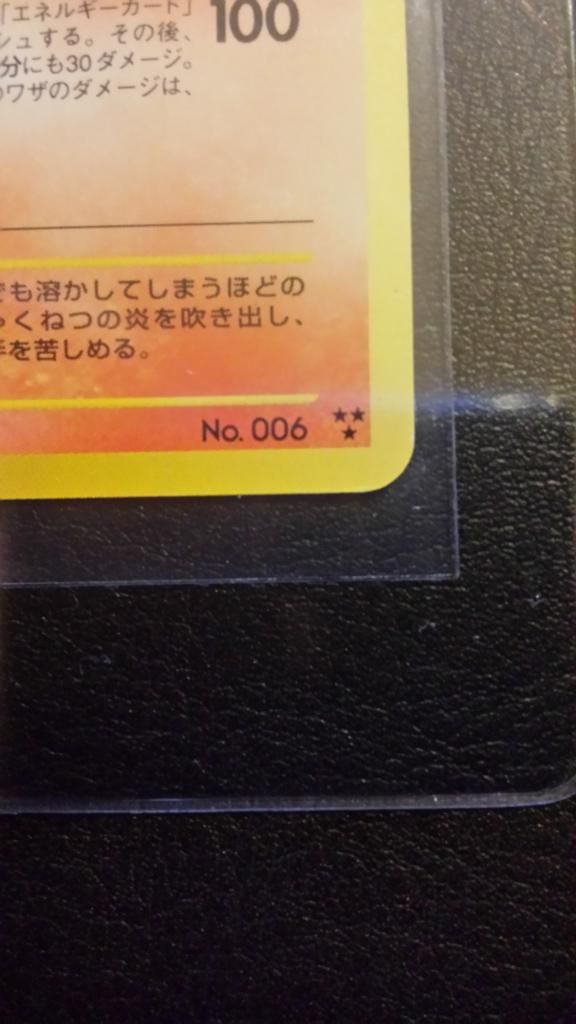 「エネルギーカード」
シュする。その後、
分にも30ダメージ。
のワザのダメージは、
100
でも溶かしてしまうほどの
くねつの炎を吹き出し、
を苦しめる。
No. 006 ★★★